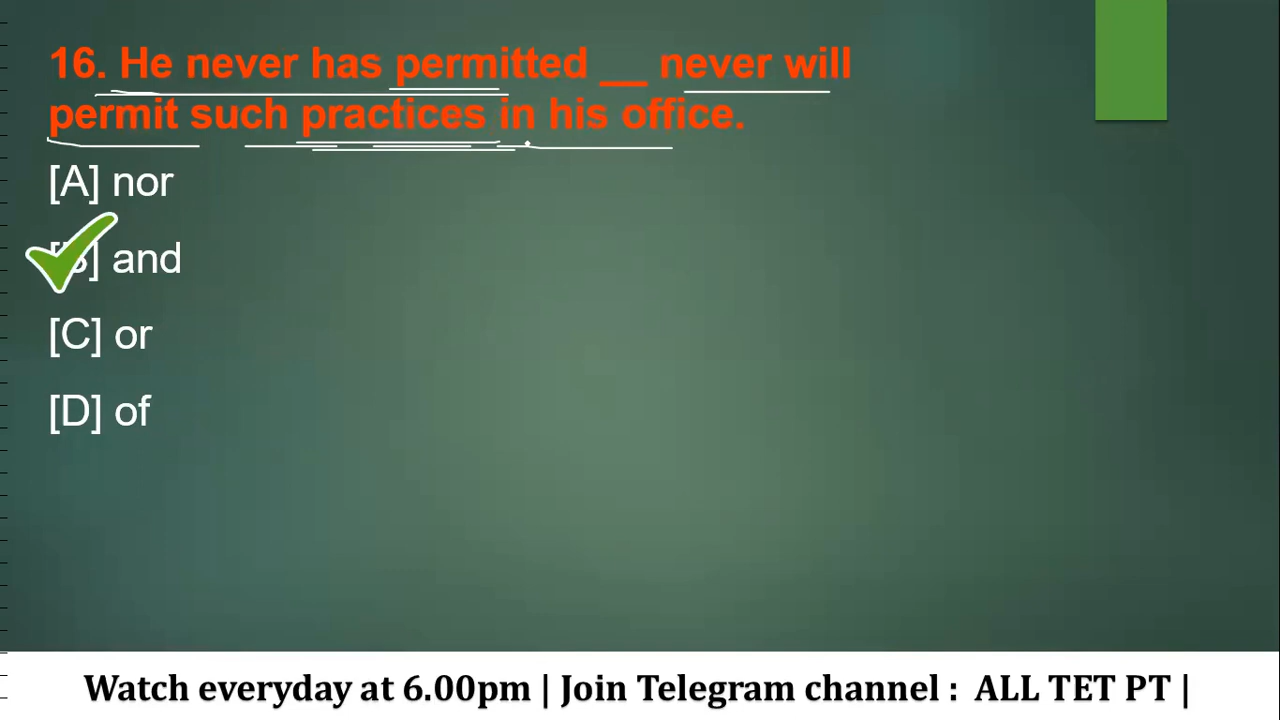 16. He never has permitted __ never will
permit such practices in his office.
[A] nor
[B] and
[C] or
[D] of
Watch everyday at 6.00pm | Join Telegram channel : ALL TET PT |